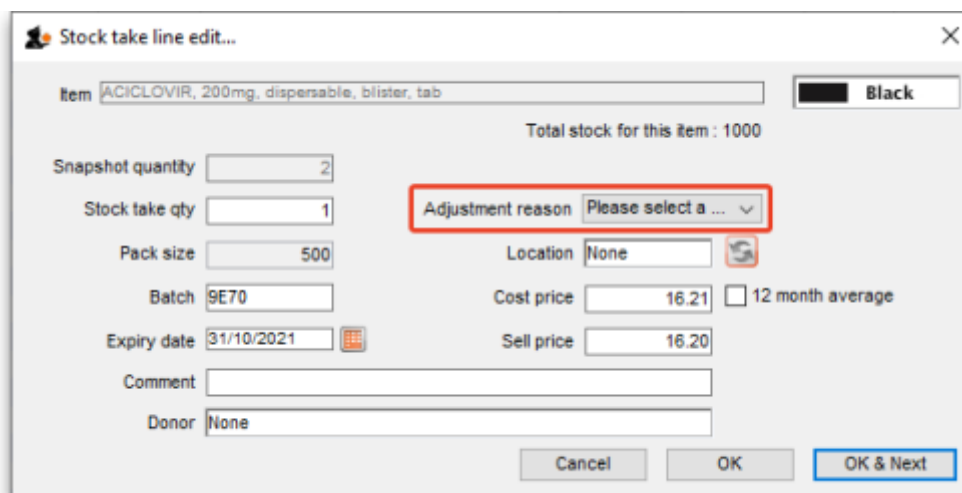 Stock take line edit...
Item ACICLOVIR, 200mg, dispersable, blister, tab Black
Total stock for this item : 1000
Snapshot quantity 2
Stock take qty 1 Adjustment reason Please select a ...
Pack size 500 Location None
Batch 9E70 Cost price 16.21 12 month average
Expiry date 31/10/2021 Sell price 16.20
Comment
Donor None
Cancel OK OK & Next